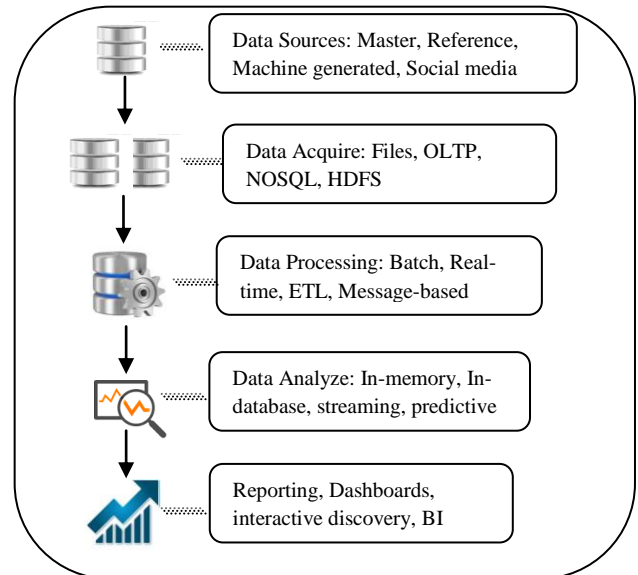 Data Sources: Master, Reference,
Machine generated, Social media
Data Acquire: Files, OLTP,
NOSQL, HDFS
Data Processing: Batch, Real-
time, ETL, Message-based
Data Analyze: In-memory, In-
database, streaming, predictive
Reporting, Dashboards,
interactive discovery, BI